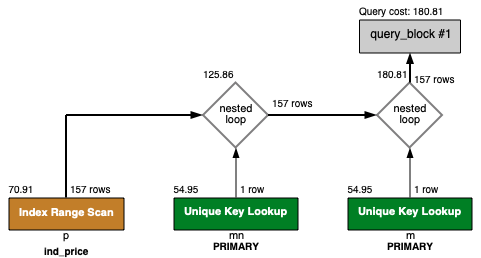 Query cost: 180.81
query_block #1
125.86
180.81
157 rows
nested
loop
157 rows
nested
loop
70.91
157 rows
54.95
1 row
54.95
1 row
Index Range Scan
Unique Key Lookup
Unique Key Lookup
p
mn
m
ind_price
PRIMARY
PRIMARY